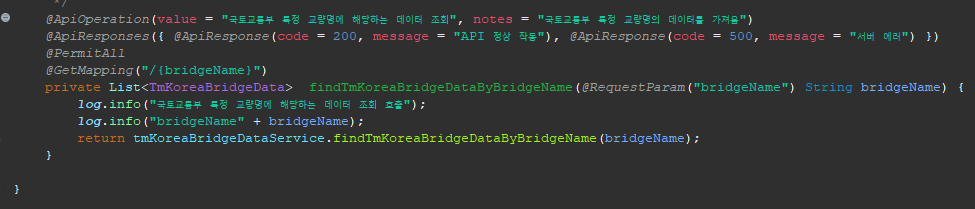 */
@ApiOperation(value = "국토교통부 특정 교량명에 해당하는 데이터 조회", notes = "국토교통부 특정 교량명의 데이터를 가져옴")
@ApiResponses({ @ApiResponse(code = 200, message = "API 정상 작동"), @ApiResponse(code = 500, message = "서버 에러") })
@PermitAll
@GetMapping("/{bridgeName}")
private List<TmKoreaBridgeData> findTmKoreaBridgeDataByBridgeName(@RequestParam("bridgeName") String bridgeName) {
log.info("국토교통부 특정 교량명에 해당하는 데이터 조회 호출");
log.info("bridgeName" + bridgeName);
return tmKoreaBridgeDataService.findTmKoreaBridgeDataByBridgeName(bridgeName);
}
}